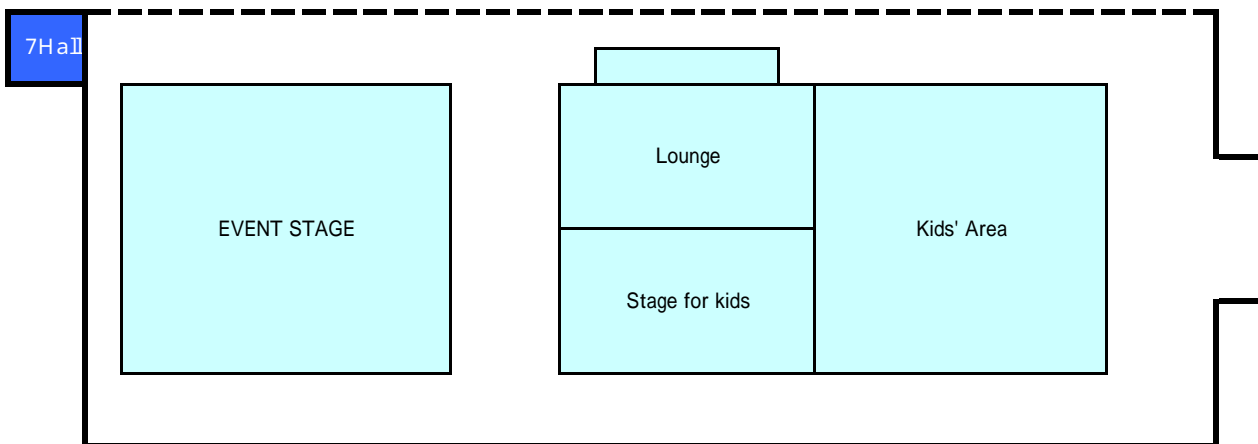 7Hall
Lounge
EVENT STAGE
Kids' Area
Stage for kids